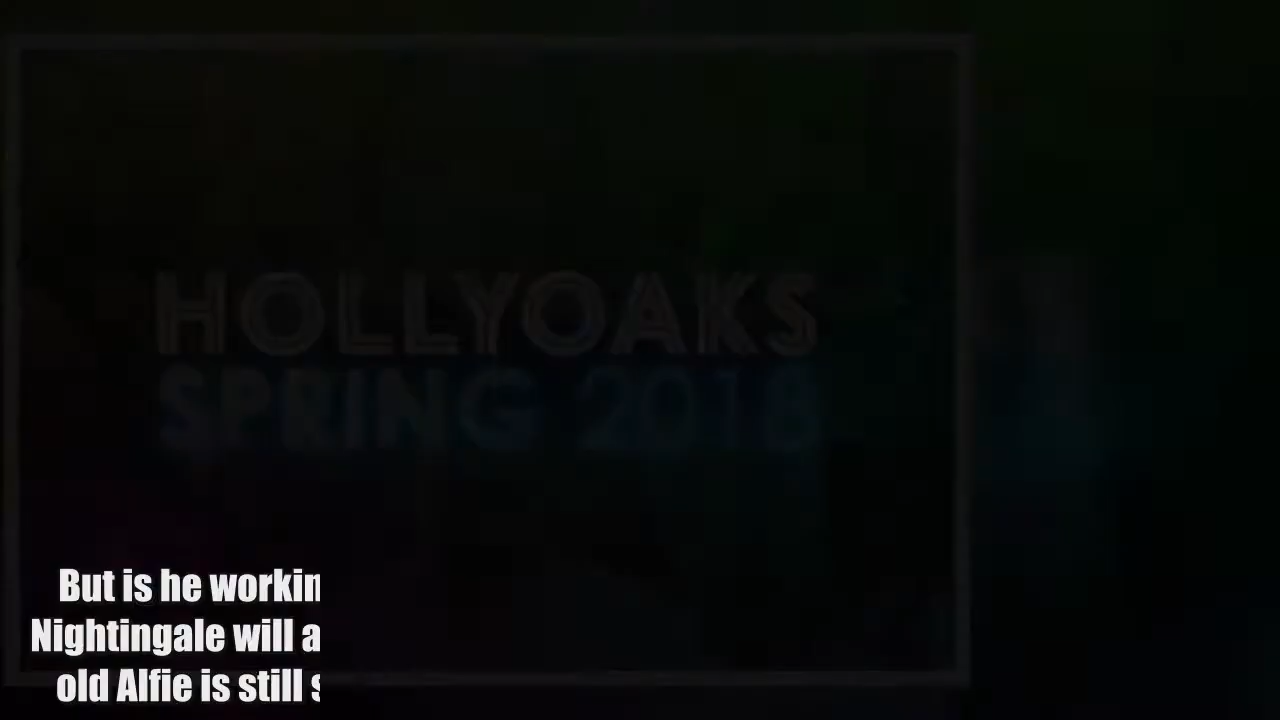 HOLLYOAKS
SPRING 2018
But is he workin
Nightingale will a
old Alfie is still s